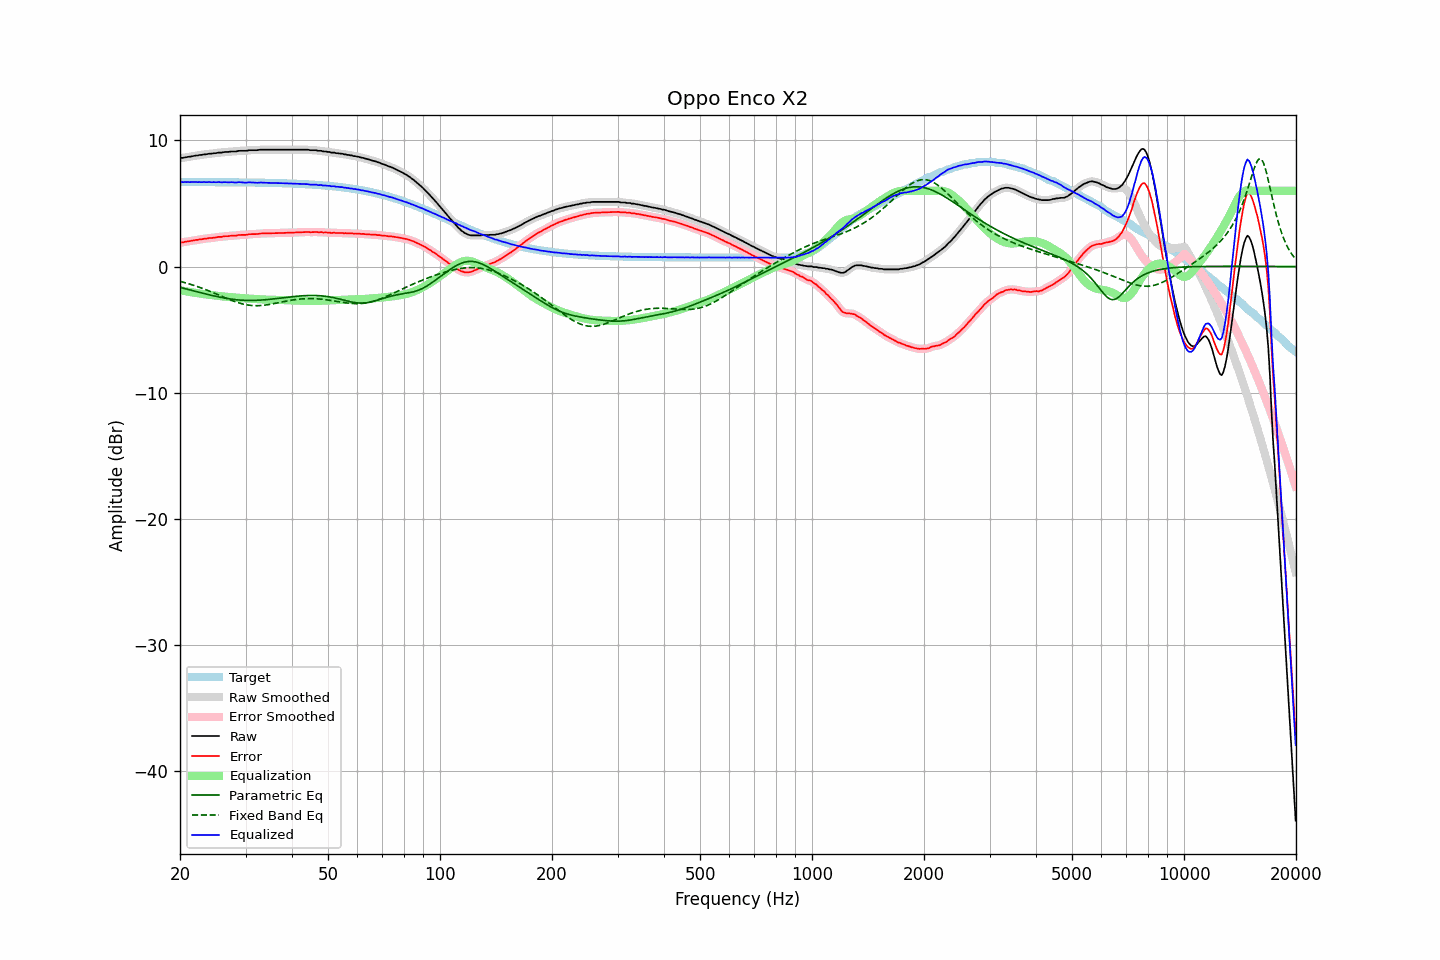 Oppo Enco X2
10
0
−10
−20
−30
−40
Amplitude (dBr)
Target
Raw Smoothed
Error Smoothed
Raw
Error
Equalization
Parametric Eq
Fixed Band Eq
Equalized
20 50 100 200 500 1000 2000 5000 10000 20000
Frequency (Hz)